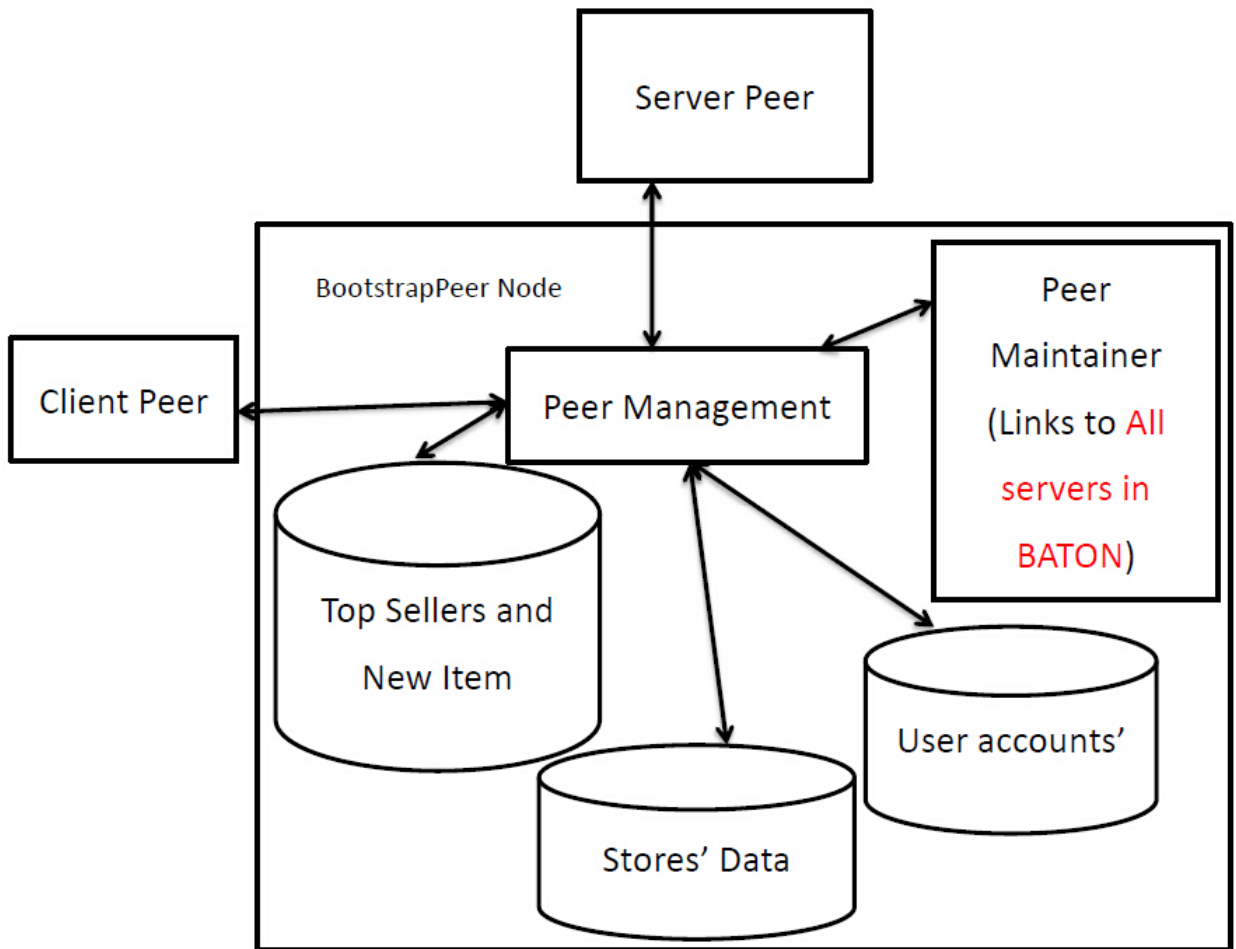 Server Peer
BootstrapPeer Node
Peer
Maintainer
(Links to All
servers in
BATON)
Client Peer
Peer Management
Top Sellers and
New Item
User accounts’
Stores’ Data